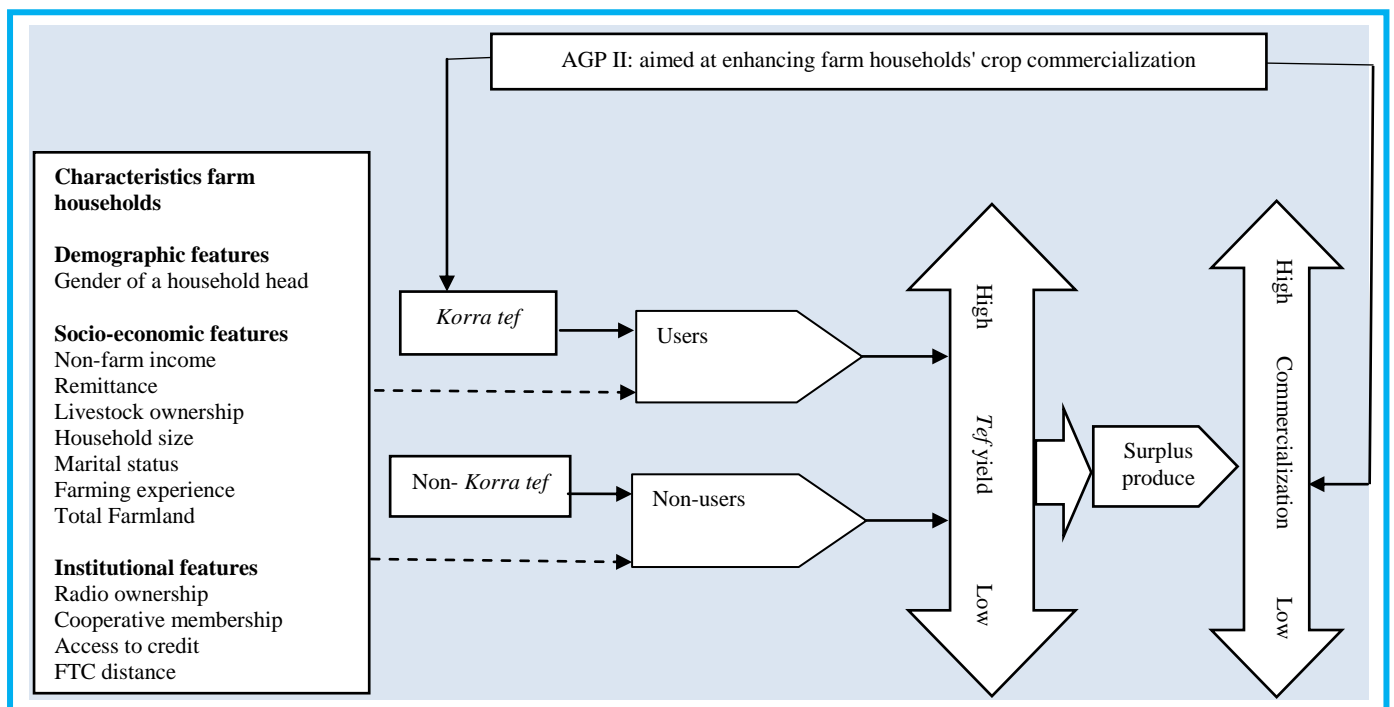 AGP II: aimed at enhancing farm households' crop commercialization
Characteristics farm
households
Demographic features
Gender of a household head
Socio-economic features
Non-farm income
Remittance
Livestock ownership
Household size
Marital status
Farming experience
Total Farmland
Institutional features
Radio ownership
Cooperative membership
Access to credit
FTC distance
Korra tef
Users
Non- Korra tef
Non-users
High
Tef yield
Low
Surplus
produce
High
Commercialization
Low